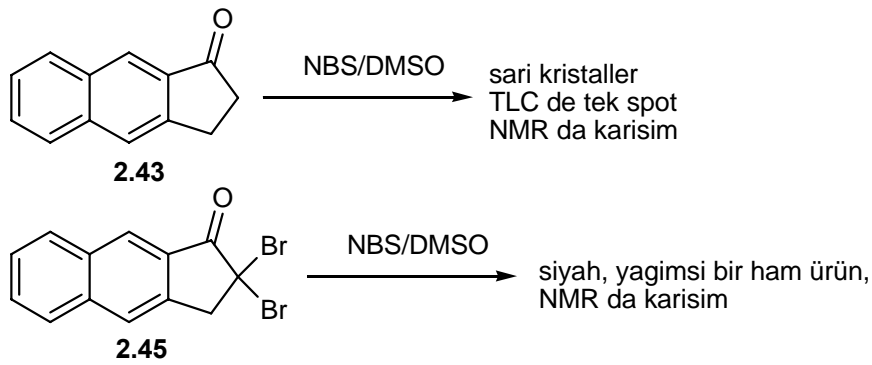 O
NBS/DMSO
sari kristaller
TLC de tek spot
NMR da karisim
2.43
O
Br
NBS/DMSO
Br
siyah, yagimsi bir ham ürün,
NMR da karisim
2.45